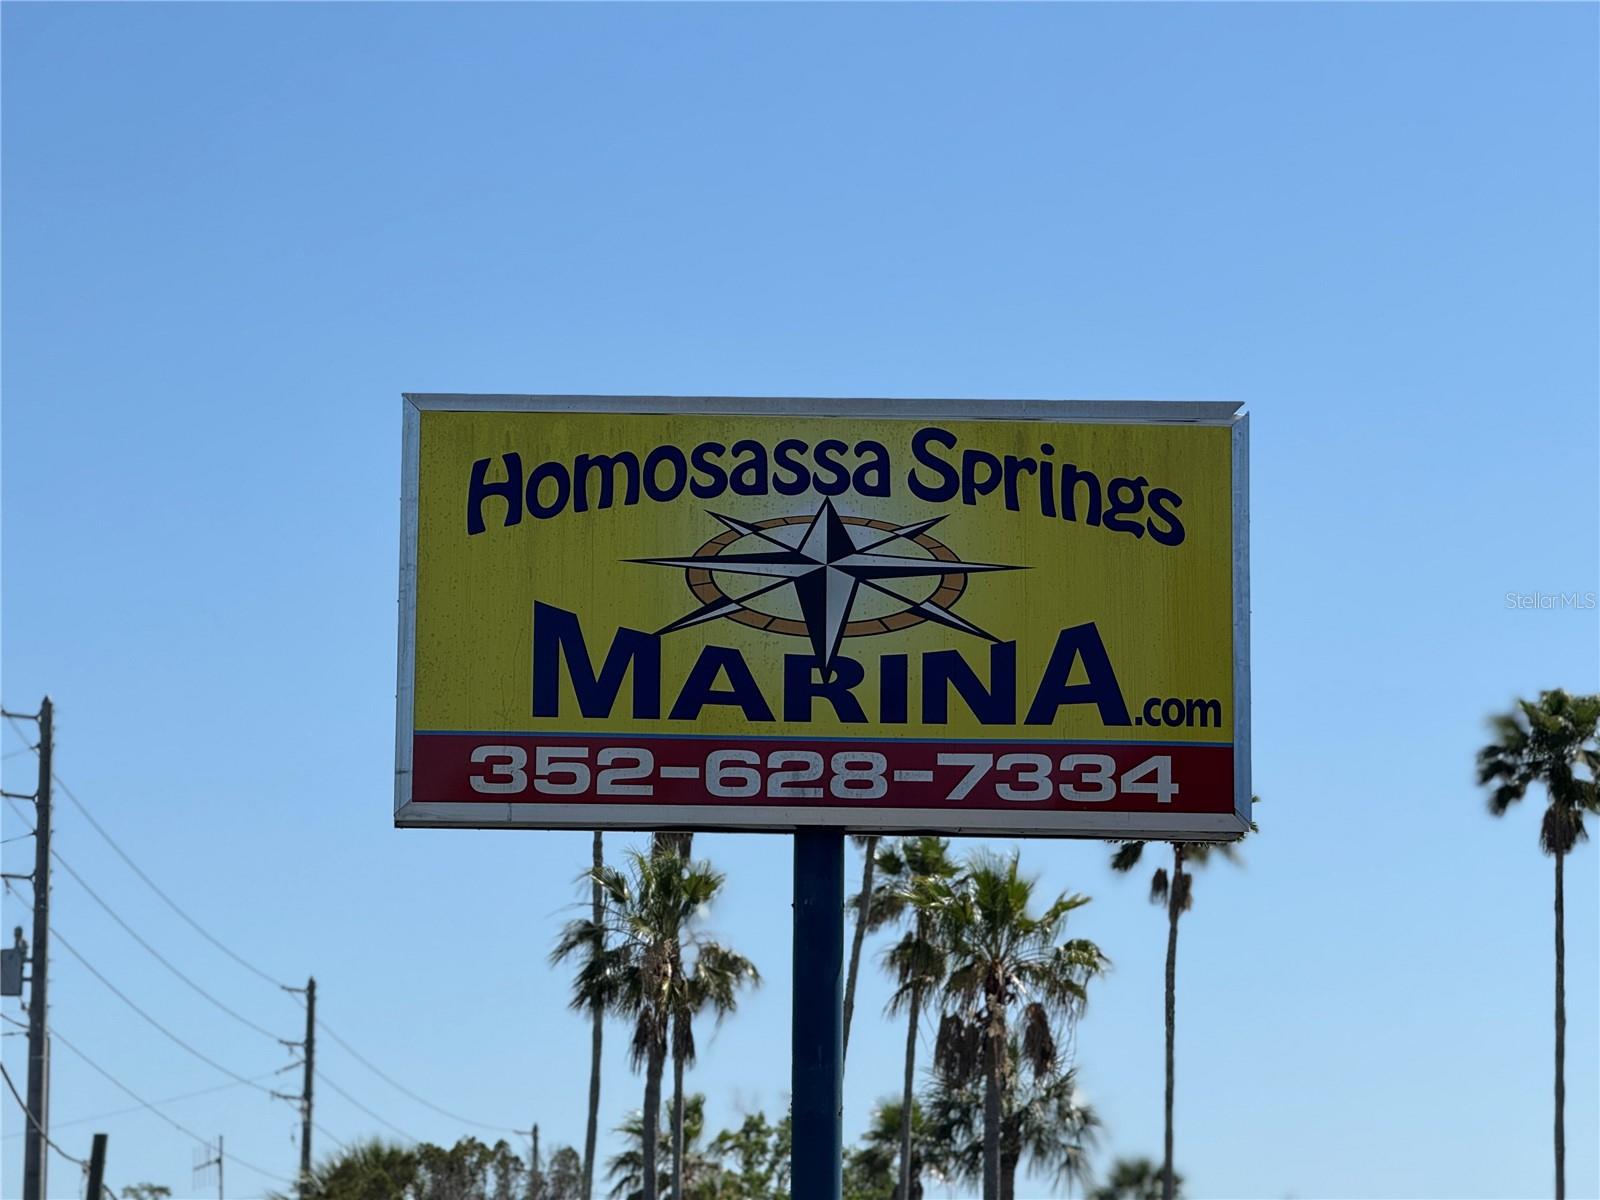 Homosassa Springs
MARINA.com
352-628-7334
StellarMLS